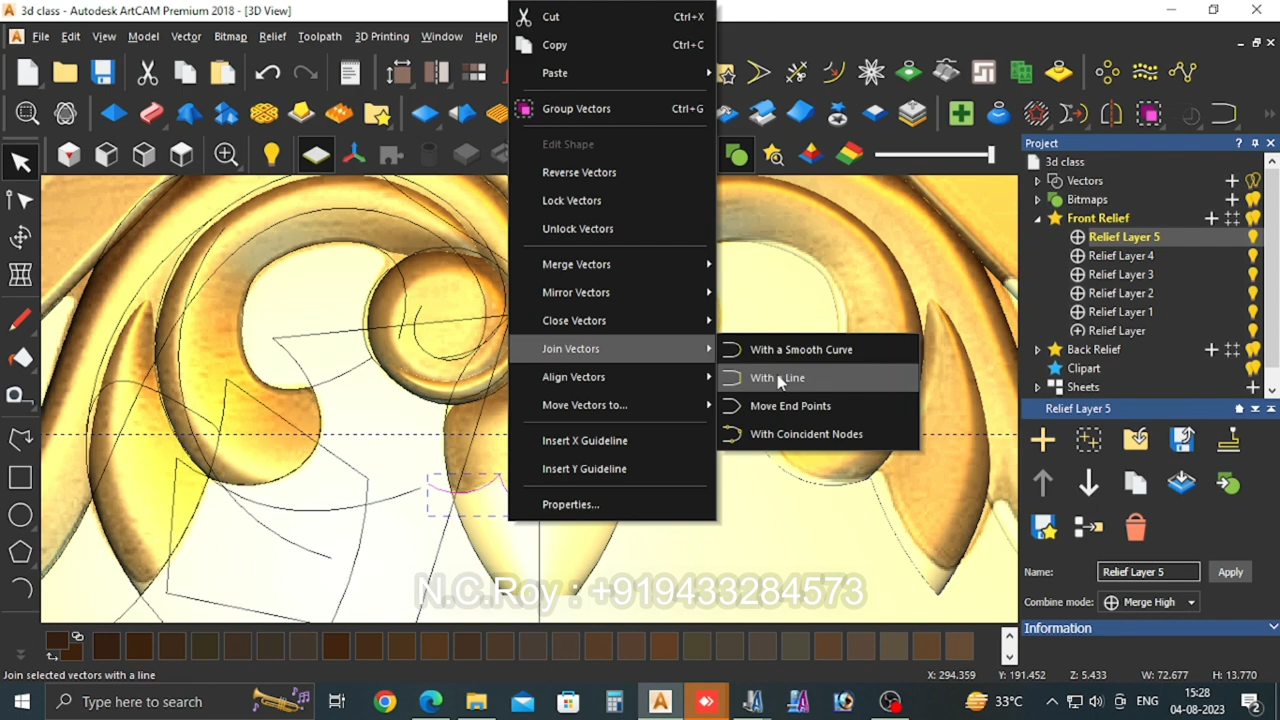 3d class - Autodesk ArtCAM Premium 2018 - [3D View]
File Edit View Model Vector Bitmap Relief Toolpath 3D Printing Window Help
Cut Ctrl+X
Copy Ctrl+C
Paste
Group Vectors Ctrl+G
Edit Shape
Reverse Vectors
Lock Vectors
Unlock Vectors
Merge Vectors
Mirror Vectors
Close Vectors
Join Vectors
Align Vectors
Move Vectors to...
Insert X Guideline
Insert Y Guideline
Properties...
With a Smooth Curve
With a Line
Move End Points
With Coincident Nodes
Project
3d class
Vectors
Bitmaps
Front Relief
Relief Layer 5
Relief Layer 4
Relief Layer 3
Relief Layer 2
Relief Layer 1
Relief Layer
Back Relief
Clipart
Sheets
Relief Layer 5
Name: Relief Layer 5 Apply
Combine mode: Merge High
Information
N.C.Roy : +919433284573
Join selected vectors with a line X: 294.359 Y: 191.452 Z: 5.433 W: 72.677 H: 13.770
Type here to search 33°C ENG 15:28 04-08-2023 2